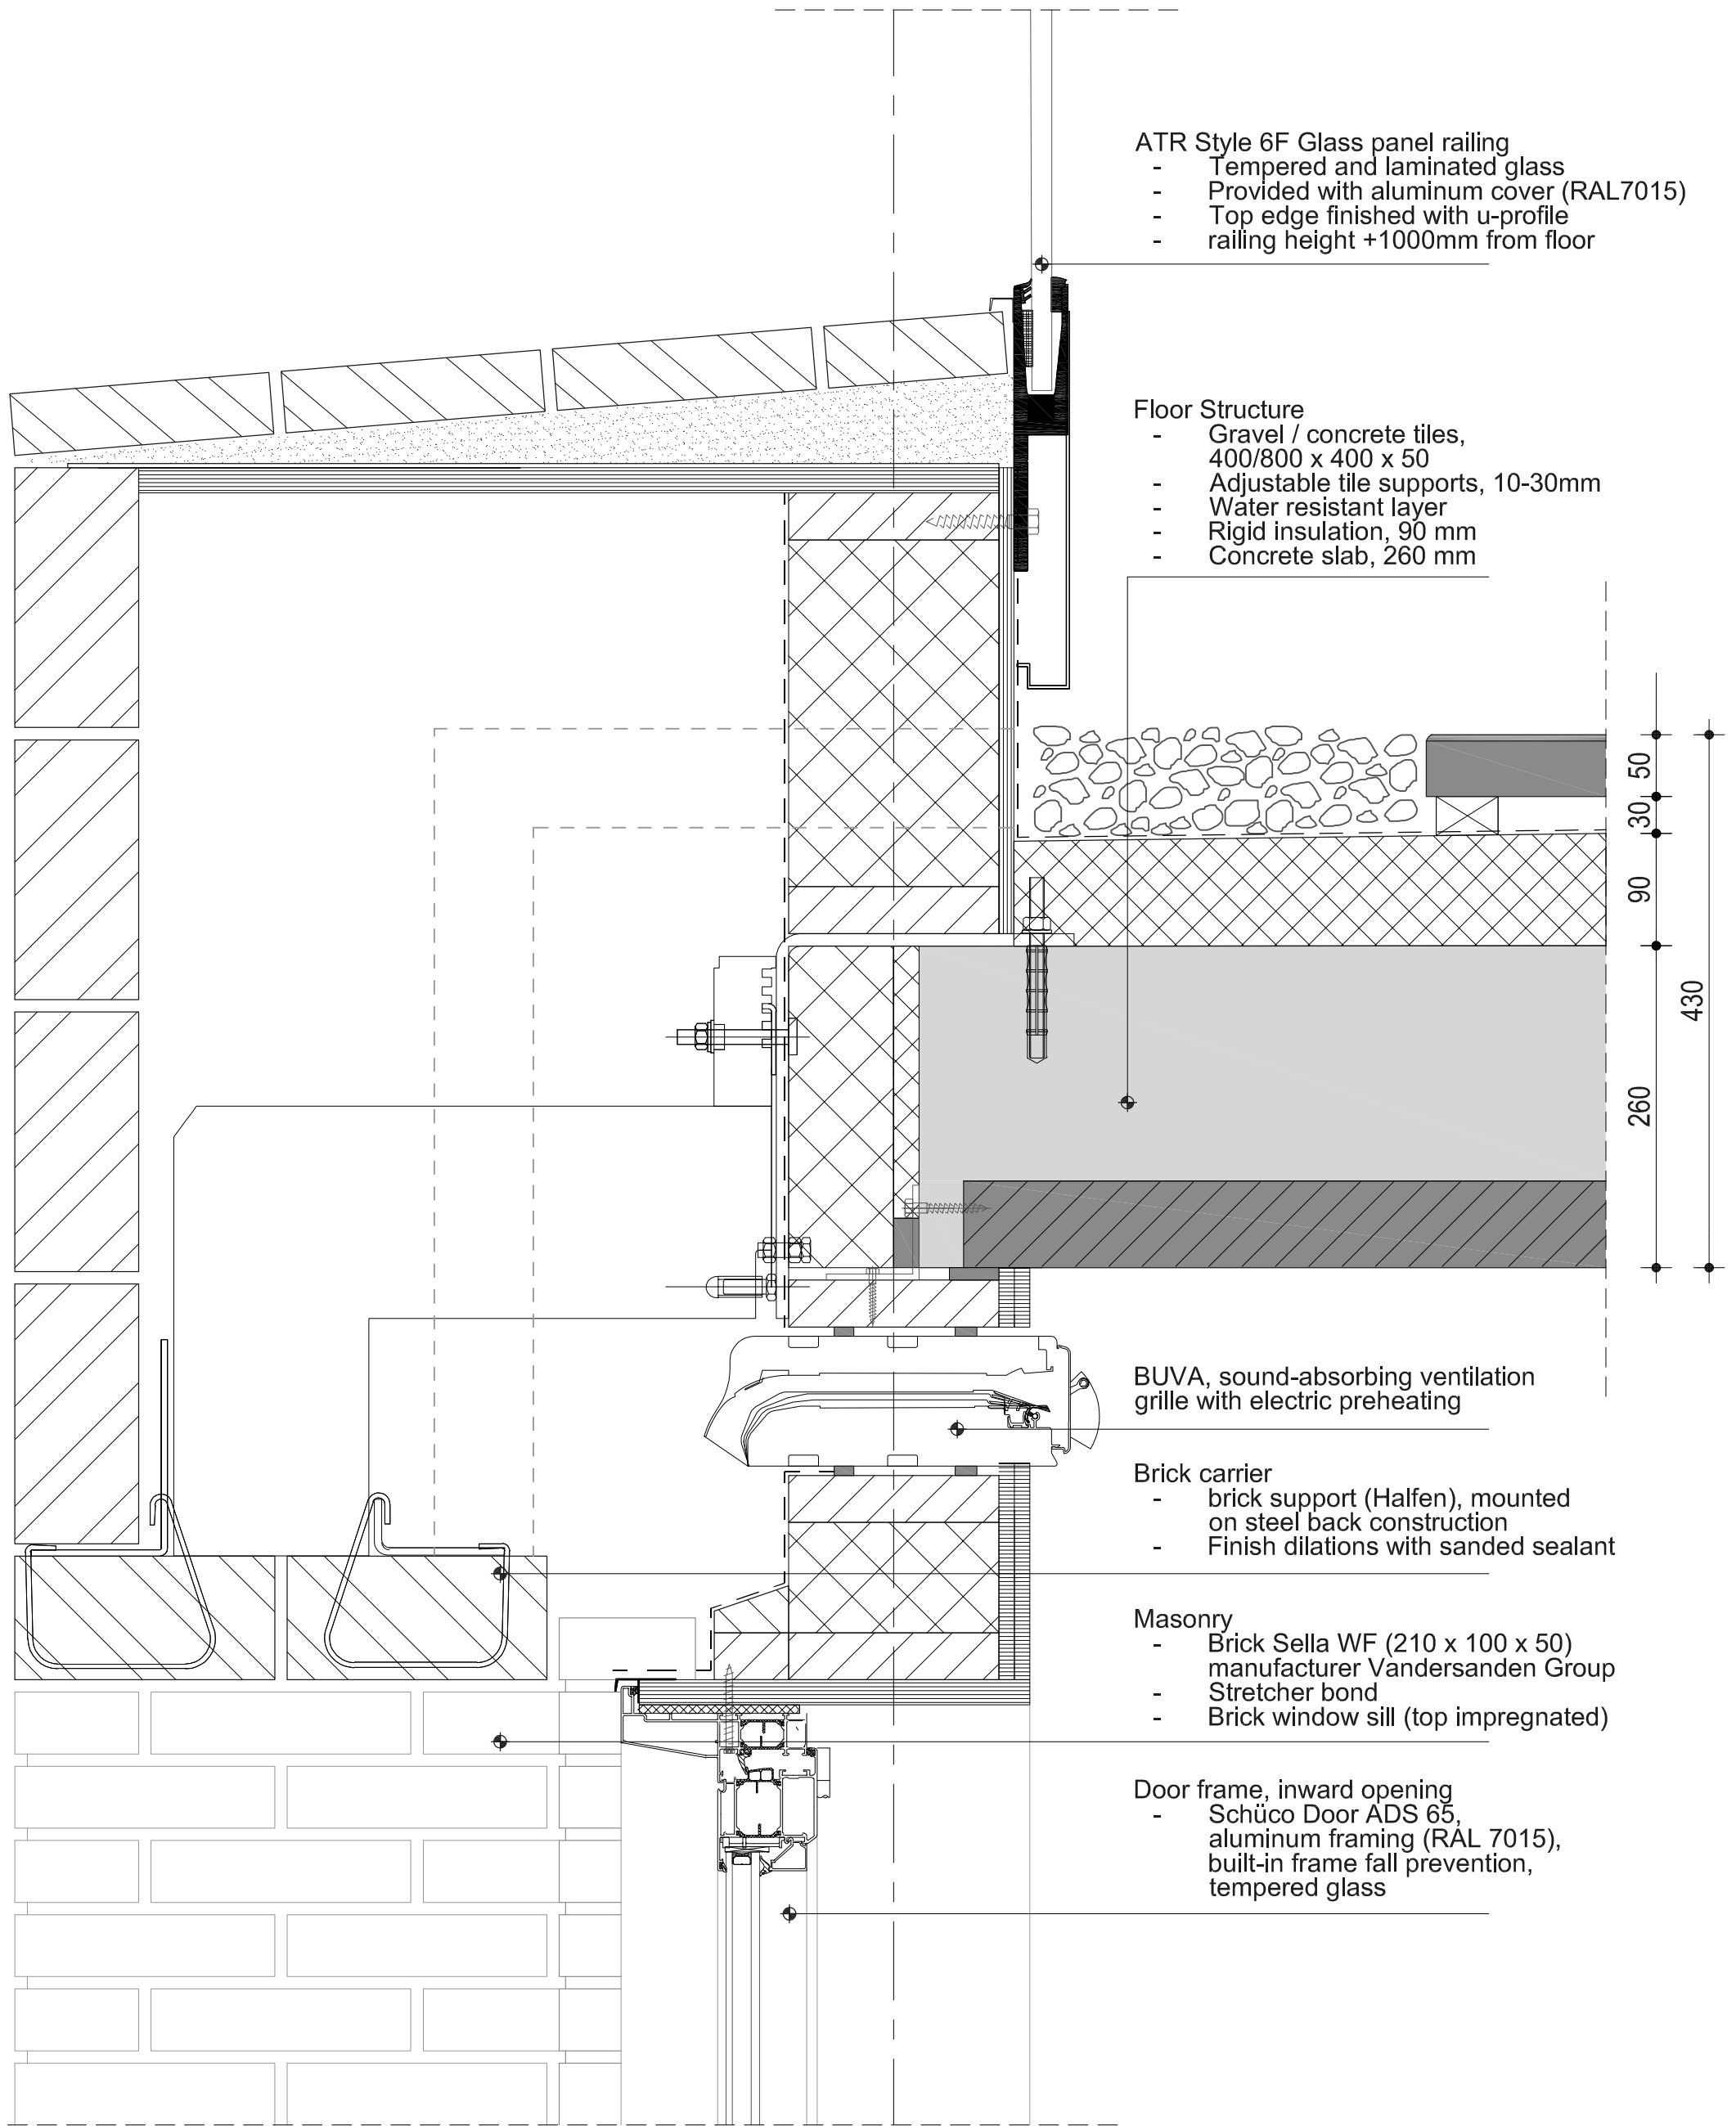 ATR Style 6F Glass panel railing
- Tempered and laminated glass
- Provided with aluminum cover (RAL7015)
- Top edge finished with u-profile
- railing height +1000mm from floor
Floor Structure
- Gravel / concrete tiles,
400/800 x 400 x 50
- Adjustable tile supports, 10-30mm
- Water resistant layer
- Rigid insulation, 90 mm
- Concrete slab, 260 mm
50
30
90
260
430
BUVA, sound-absorbing ventilation
grille with electric preheating
Brick carrier
- brick support (Halfen), mounted
on steel back construction
- Finish dilations with sanded sealant
Masonry
- Brick Sella WF (210 x 100 x 50)
manufacturer Vandersanden Group
- Stretcher bond
- Brick window sill (top impregnated)
Door frame, inward opening
- Schüco Door ADS 65,
aluminum framing (RAL 7015),
built-in frame fall prevention,
tempered glass